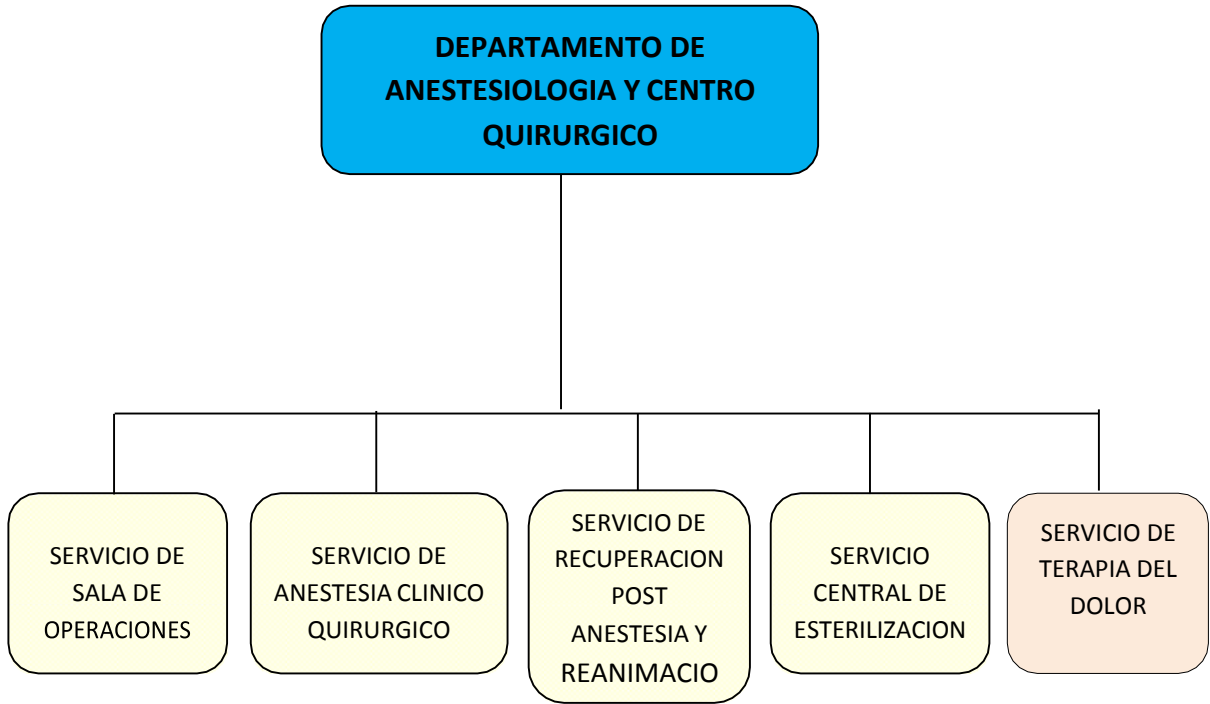 DEPARTAMENTO DE
ANESTESIOLOGIA Y CENTRO
QUIRURGICO
SERVICIO DE
SALA DE
OPERACIONES
SERVICIO DE
ANESTESIA CLINICO
QUIRURGICO
SERVICIO DE
RECUPERACION
POST
ANESTESIA Y
REANIMACIO
SERVICIO
CENTRAL DE
ESTERILIZACION
SERVICIO DE
TERAPIA DEL
DOLOR